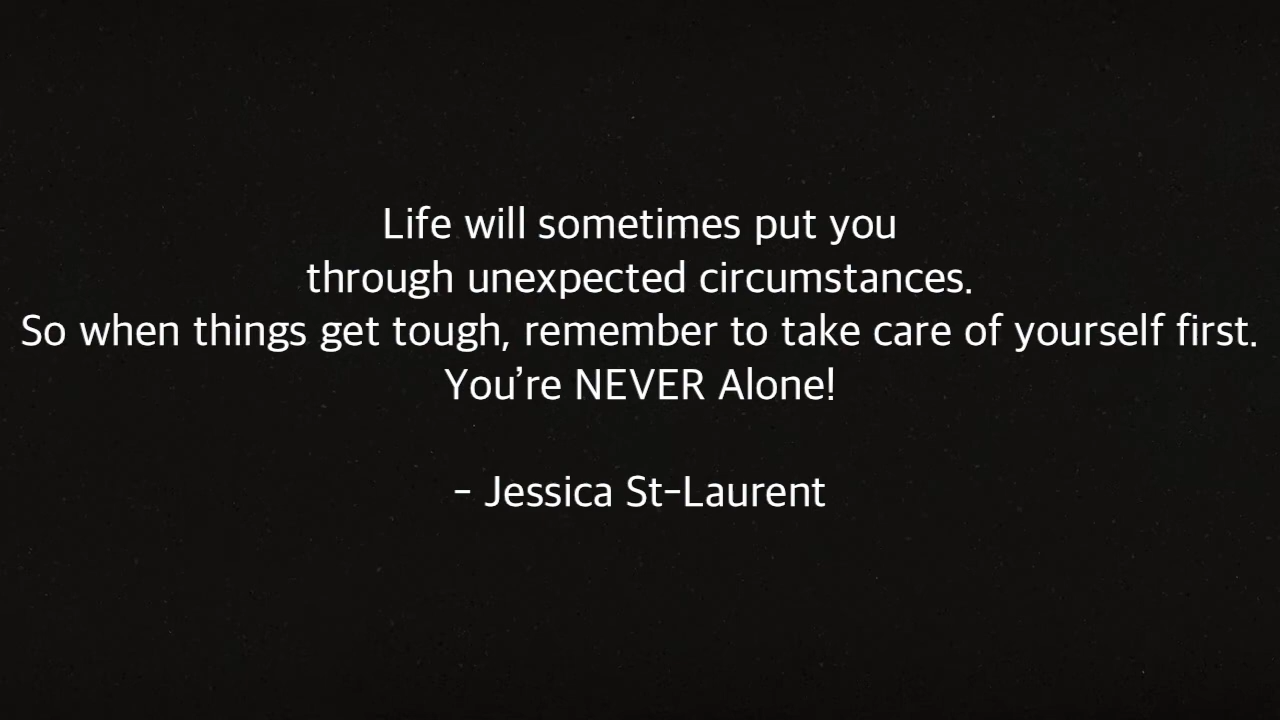 Life will sometimes put you
through unexpected circumstances.
So when things get tough, remember to take care of yourself first.
You’re NEVER Alone!
- Jessica St-Laurent